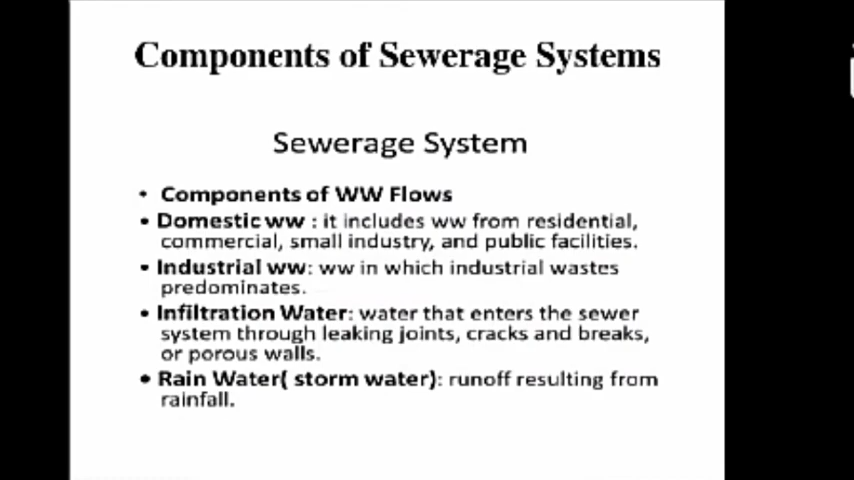 Components of Sewerage Systems
Sewerage System
• Components of WW Flows
• Domestic ww : it includes ww from residential,
commercial, small industry, and public facilities.
• Industrial ww: ww in which industrial wastes
predominates.
• Infiltration Water: water that enters the sewer
system through leaking joints, cracks and breaks,
or porous walls.
• Rain Water( storm water): runoff resulting from
rainfall.